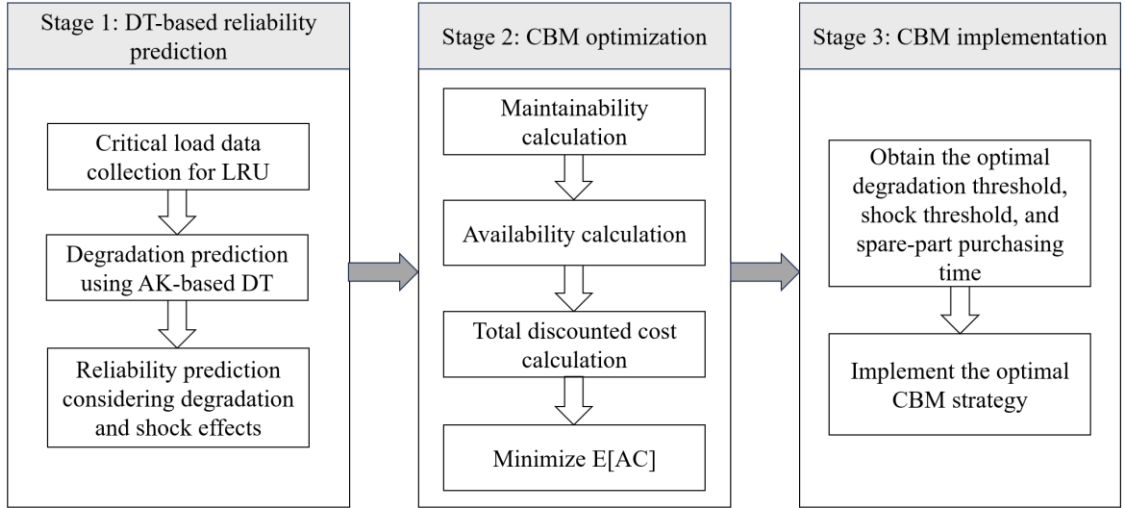 Stage 1: DT-based reliability
prediction
Critical load data
collection for LRU
Degradation prediction
using AK-based DT
Reliability prediction
considering degradation
and shock effects
Stage 2: CBM optimization
Maintainability
calculation
Availability calculation
Total discounted cost
calculation
Minimize E[AC]
Stage 3: CBM implementation
Obtain the optimal
degradation threshold,
shock threshold, and
spare-part purchasing
time
Implement the optimal
CBM strategy